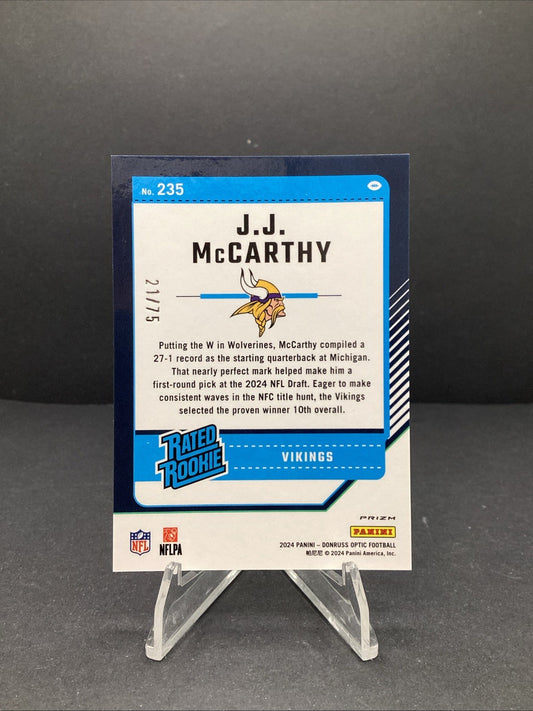 No. 235
J.J.
McCARTHY
21/75
Putting the W in Wolverines, McCarthy compiled a
27-1 record as the starting quarterback at Michigan.
That nearly perfect mark helped make him a
first-round pick at the 2024 NFL Draft. Eager to make
consistent waves in the NFC title hunt, the Vikings
selected the proven winner 10th overall.
RATED
ROOKIE
VIKINGS
PRIZM
PANINI
NFL
NFLPA
2024 PANINI – DONRUSS OPTIC FOOTBALL
帕尼尼 © 2024 Panini America, Inc.